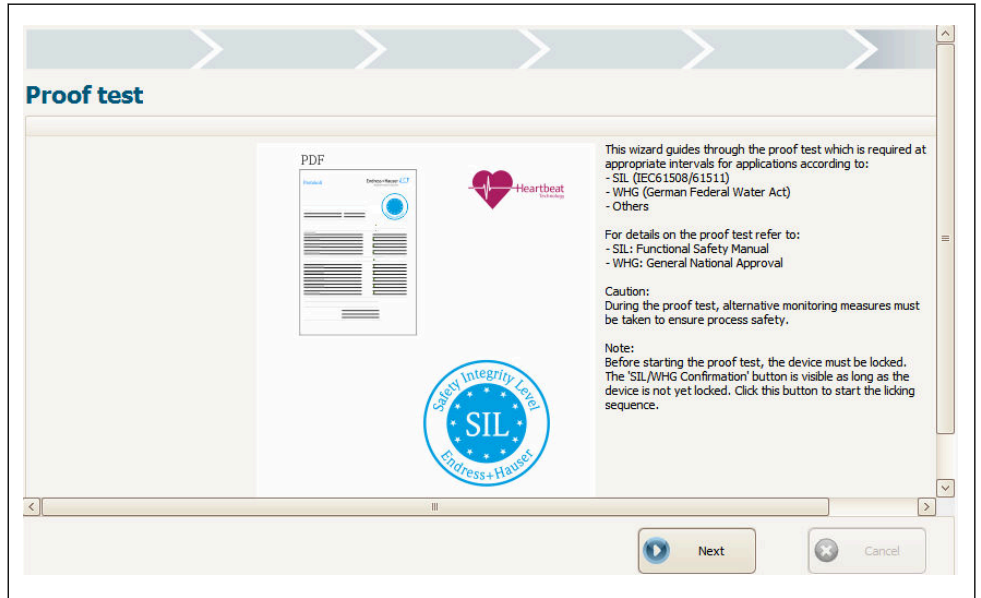 Proof test
PDF
Endress+Hauser
Heartbeat
Technology
Safety Integrity Level
SIL
Endress+Hauser
This wizard guides through the proof test which is required at
appropriate intervals for applications according to:
- SIL (IEC61508/61511)
- WHG (German Federal Water Act)
- Others
For details on the proof test refer to:
- SIL: Functional Safety Manual
- WHG: General National Approval
Caution:
During the proof test, alternative monitoring measures must
be taken to ensure process safety.
Note:
Before starting the proof test, the device must be locked.
The 'SIL/WHG Confirmation' button is visible as long as the
device is not yet locked. Click this button to start the licking
sequence.
Next
Cancel